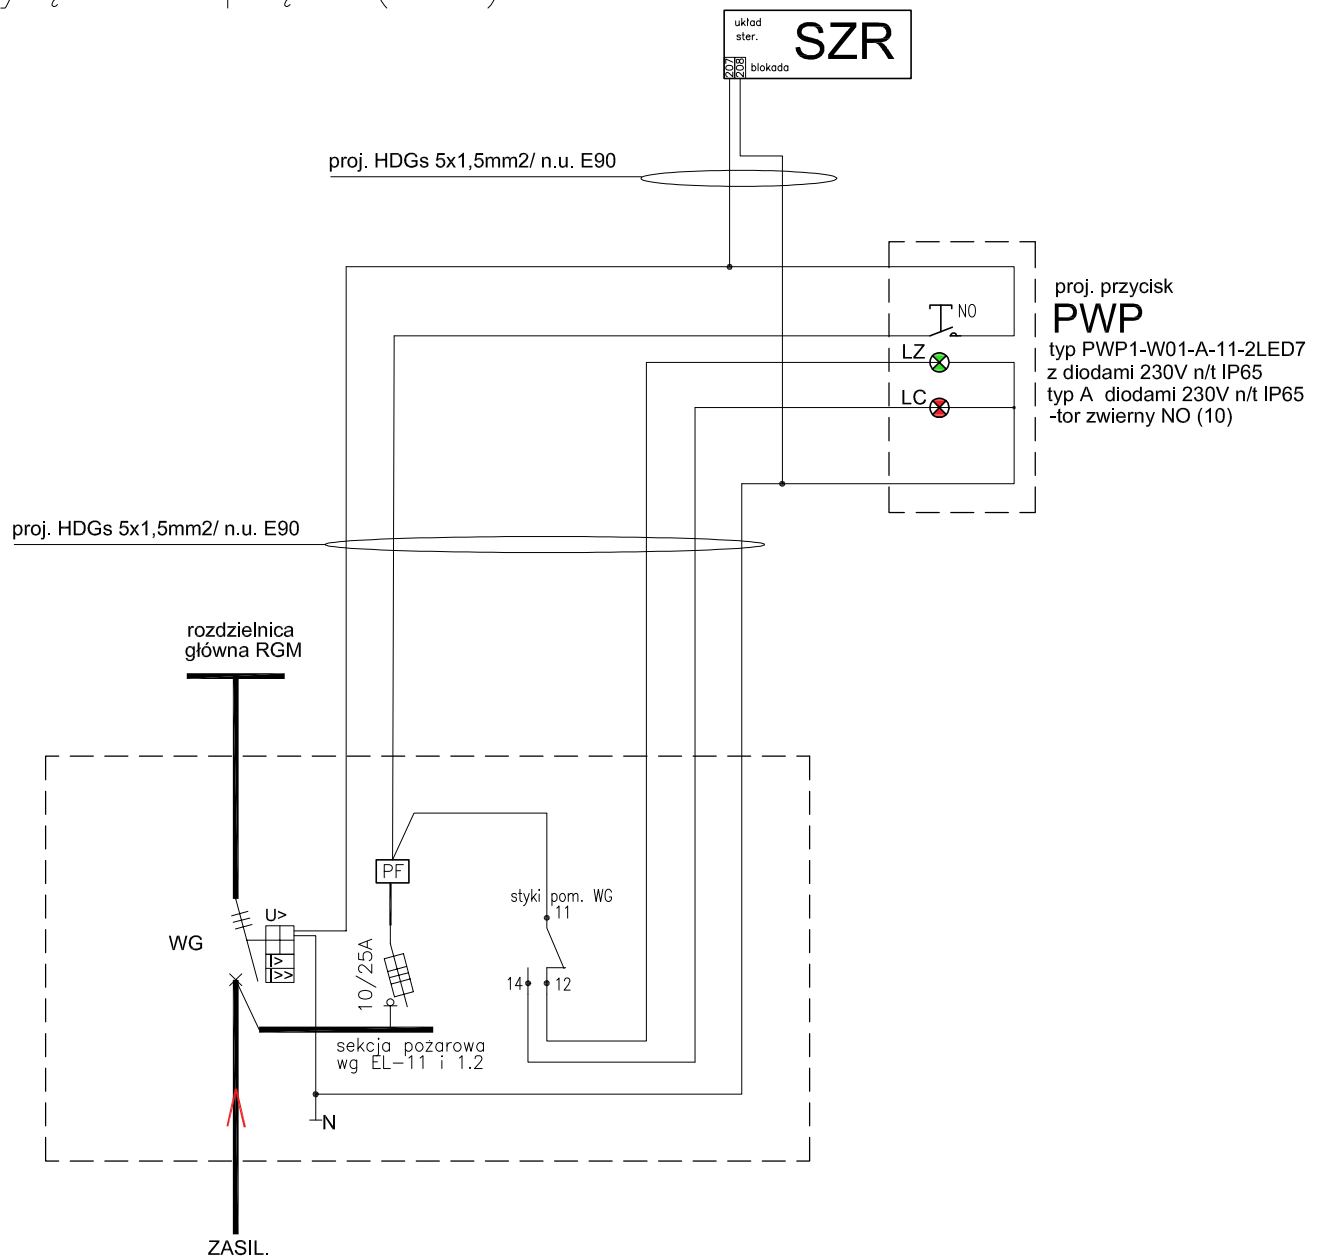 układ
ster.
SZR
207
208
blokada
proj. HDGs 5x1,5mm2/ n.u. E90
proj. przycisk
PWP
NO
typ PWP1-W01-A-11-2LED7
LZ
z diodami 230V n/t IP65
typ A  diodami 230V n/t IP65
LC
-tor zwierny NO (10)
proj. HDGs 5x1,5mm2/ n.u. E90
rozdzielnica
główna RGM
PF
styki pom. WG
11
U>
WG
I>
I>>
10/25A
14
12
sekcja pożarowa
wg EL-11 i 1.2
N
ZASIL.